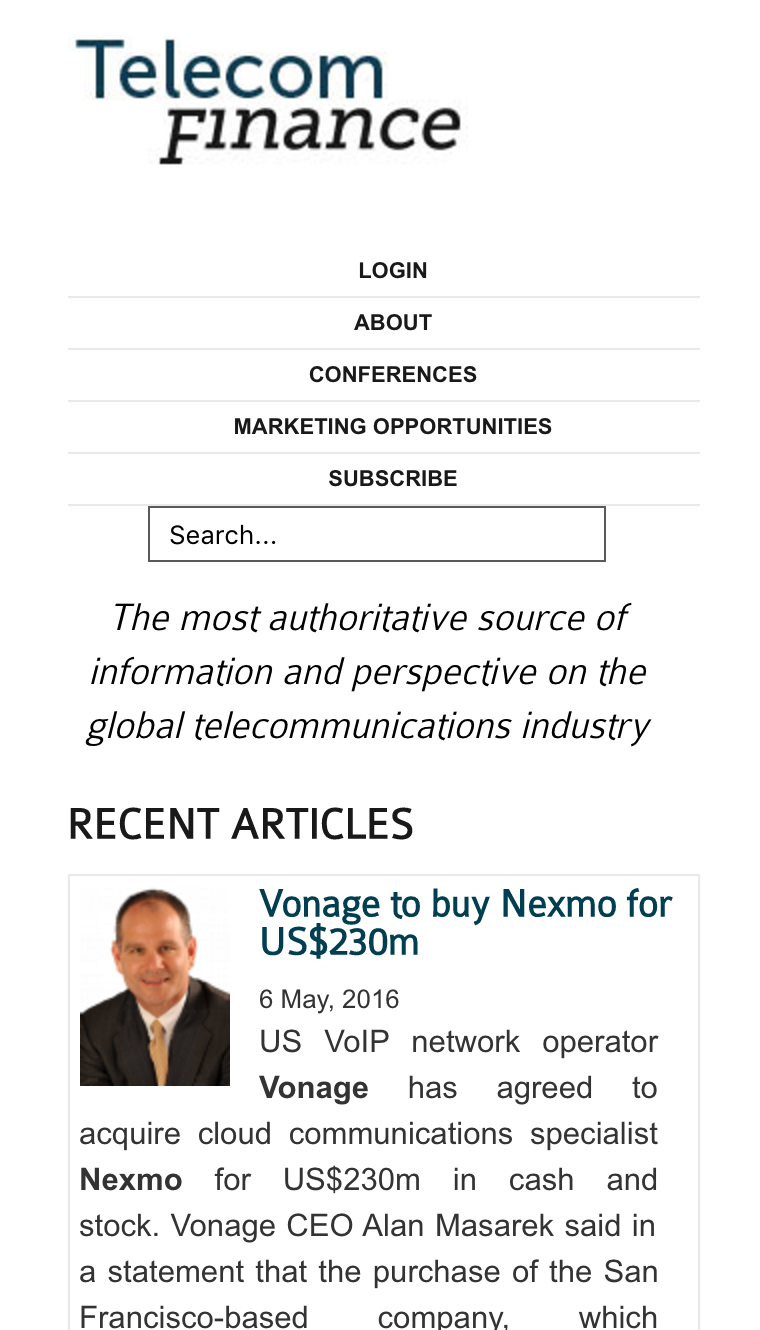 Telecom
Finance
LOGIN
ABOUT
CONFERENCES
MARKETING OPPORTUNITIES
SUBSCRIBE
Search...
The most authoritative source of
information and perspective on the
global telecommunications industry
RECENT ARTICLES
Vonage to buy Nexmo for
US$230m
6 May, 2016
US VoIP network operator
Vonage has agreed to
acquire cloud communications specialist
Nexmo for US$230m in cash and
stock. Vonage CEO Alan Masarek said in
a statement that the purchase of the San
Francisco-based company, which